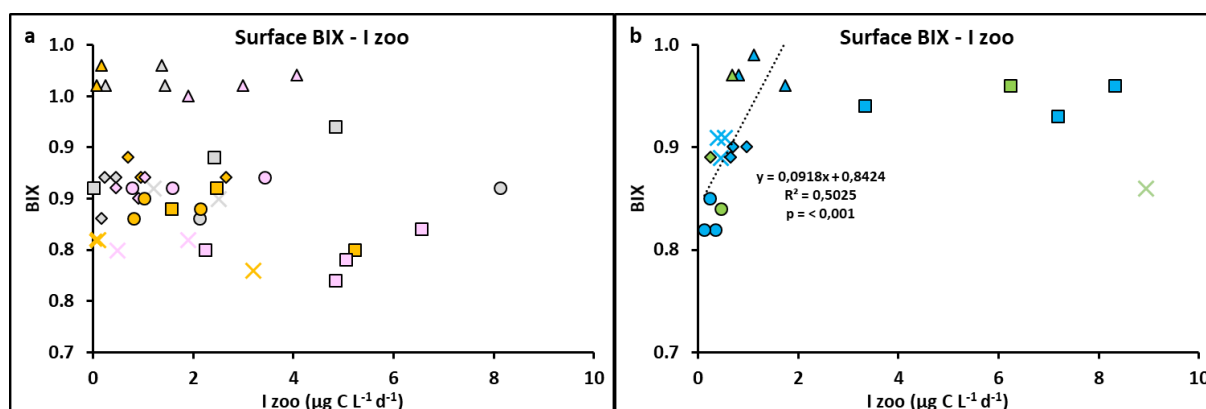 a
Surface BIX - I zoo
1.0
1.0
0.9
0.9
0.8
0.8
0.7
BIX
0
2
4
6
8
10
I zoo (µg C L-1 d-1)
b
Surface BIX - I zoo
1.0
0.9
0.8
0.7
BIX
y = 0,0918x + 0,8424
R² = 0,5025
p = < 0,001
0
2
4
6
8
10
I zoo (µg C L-1 d-1)